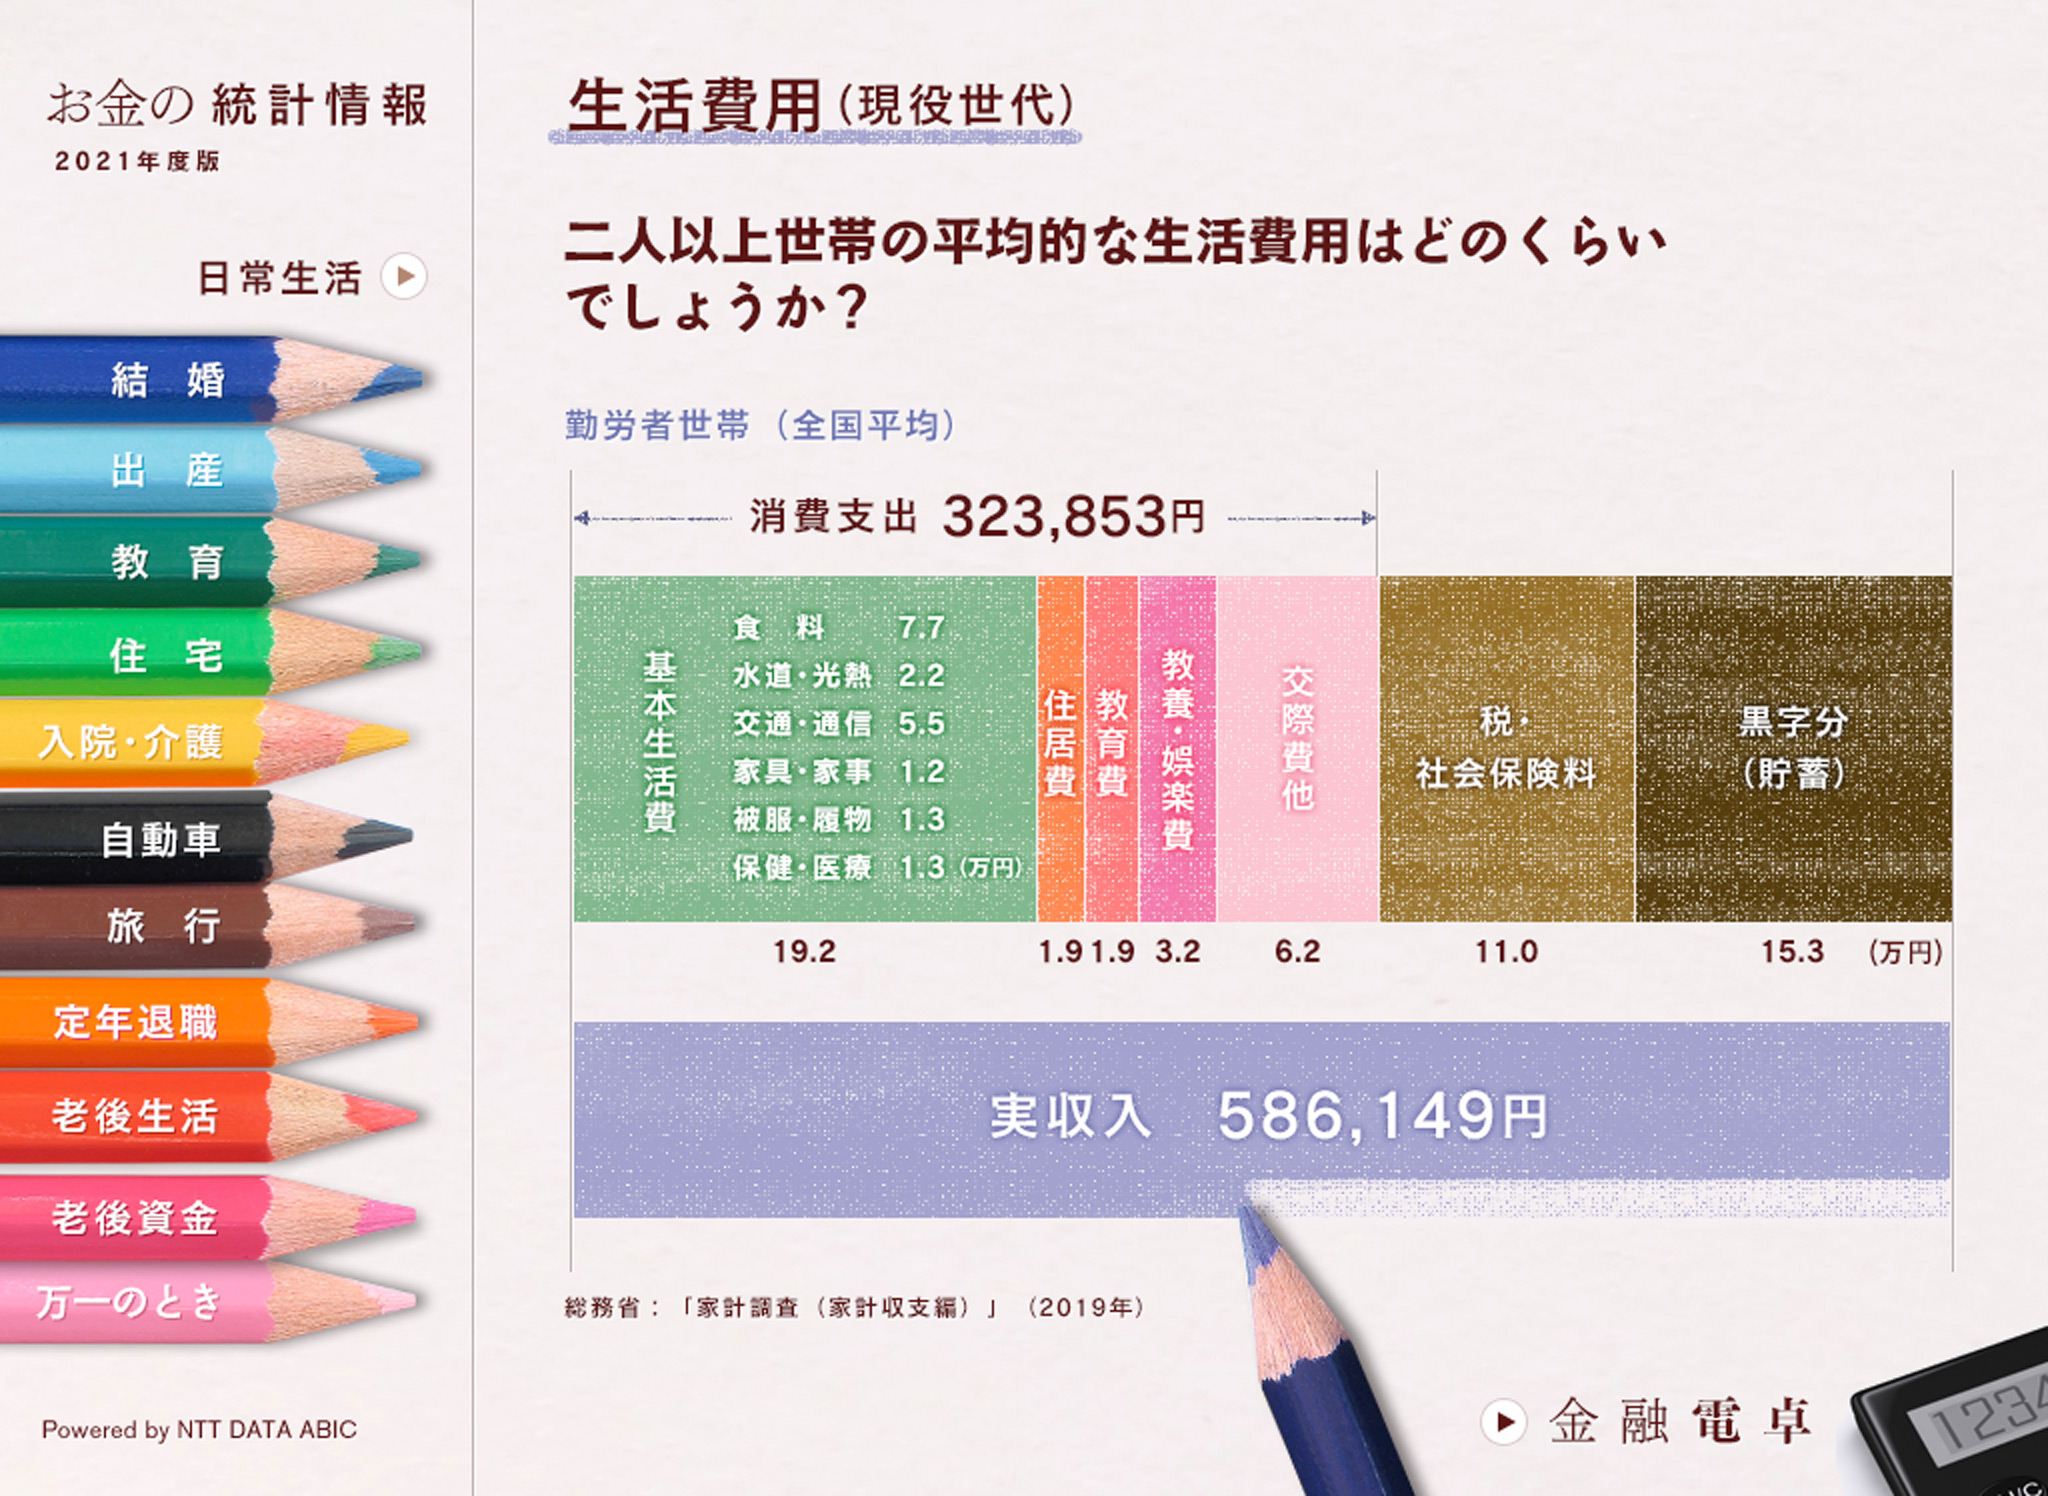 お金の 統計情報
2021年度版
日常生活
結 婚
出 産
教 育
住 宅
入院・介護
自動車
旅 行
定年退職
老後生活
老後資金
万一のとき
Powered by NTT DATA ABIC
生活費用(現役世代)
二人以上世帯の平均的な生活費用はどのくらい
でしょうか？
勤労者世帯（全国平均）
消費支出 323,853円
基本生活費
食 料 7.7
水道・光熱 2.2
交通・通信 5.5
家具・家事 1.2
被服・履物 1.3
保健・医療 1.3 (万円)
住居費
教育費
教養・娯楽費
交際費他
税・
社会保険料
黒字分
(貯蓄)
19.2 1.9 1.9 3.2 6.2 11.0 15.3 (万円)
実収入 586,149円
総務省：「家計調査（家計収支編）」（2019年）
金融電卓
1234